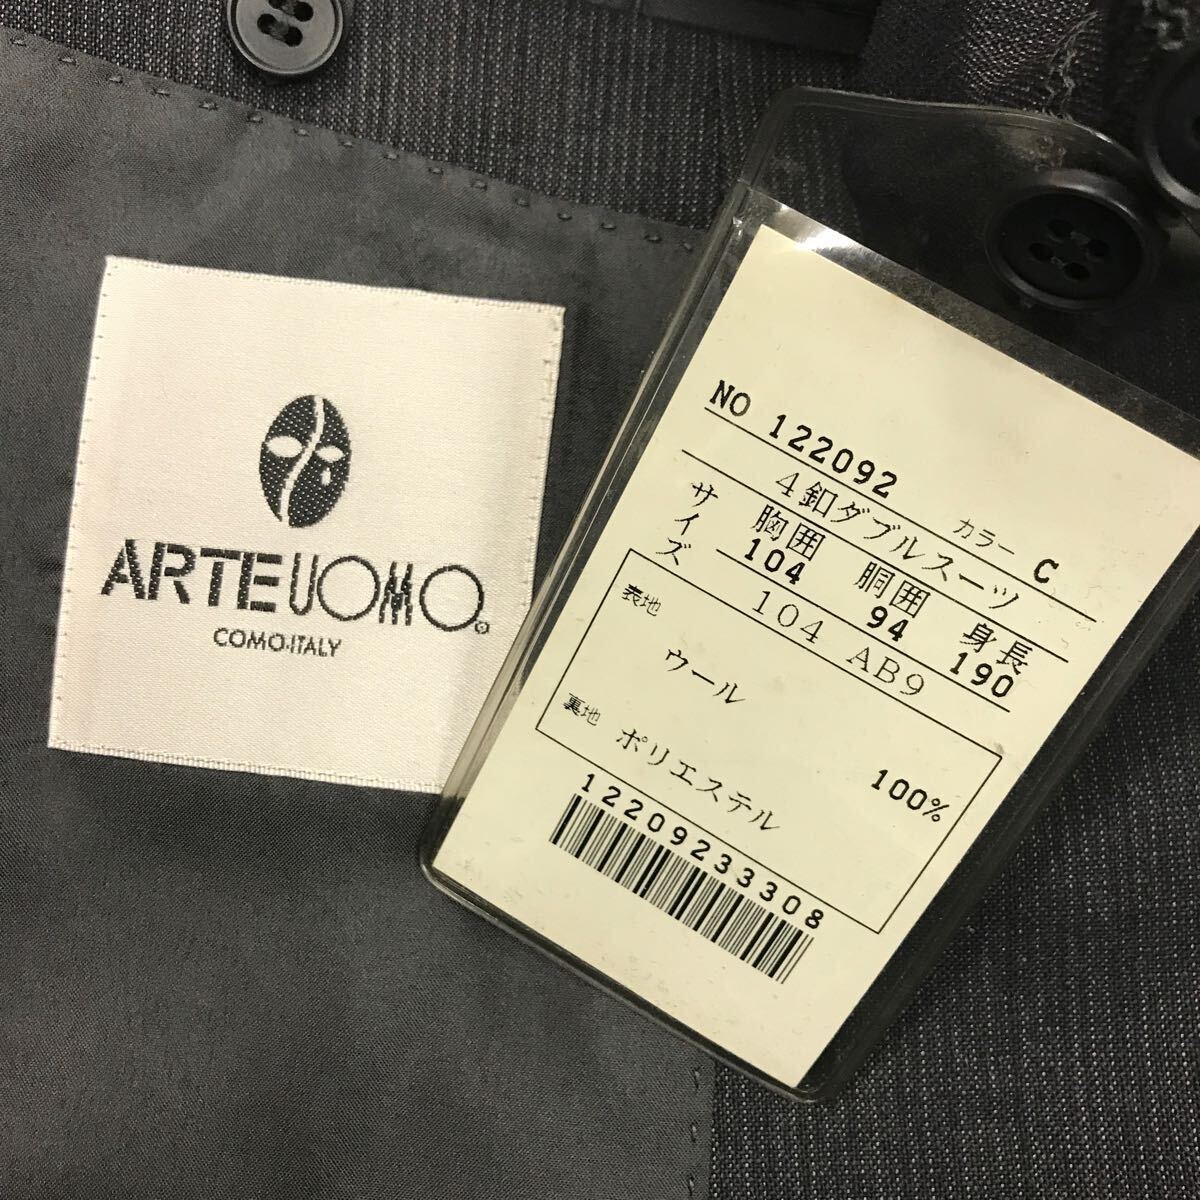 ARTEUOMO®
COMO·ITALY
NO 122092 カラー C
4釦ダブルスーツ
サイズ
胸囲 胴囲 身長
104 94 190
104 AB9
表地
ウール 100%
裏地 ポリエステル
1220923 3308